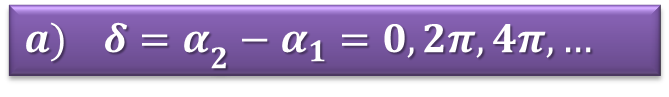 a) δ = α₂ − α₁ = 0, 2π, 4π, ...